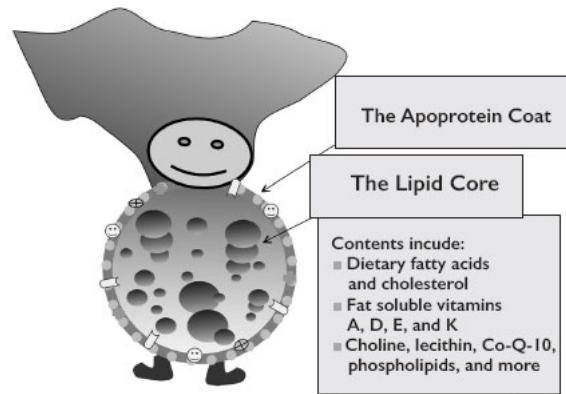 The Apoprotein Coat
The Lipid Core
Contents incude:
Dietary fatty acids
and cholesterol
Fat soluble vitamins
A, D, E, and K
Choline, lecithin, Co-Q-10,
phospholipids, and more